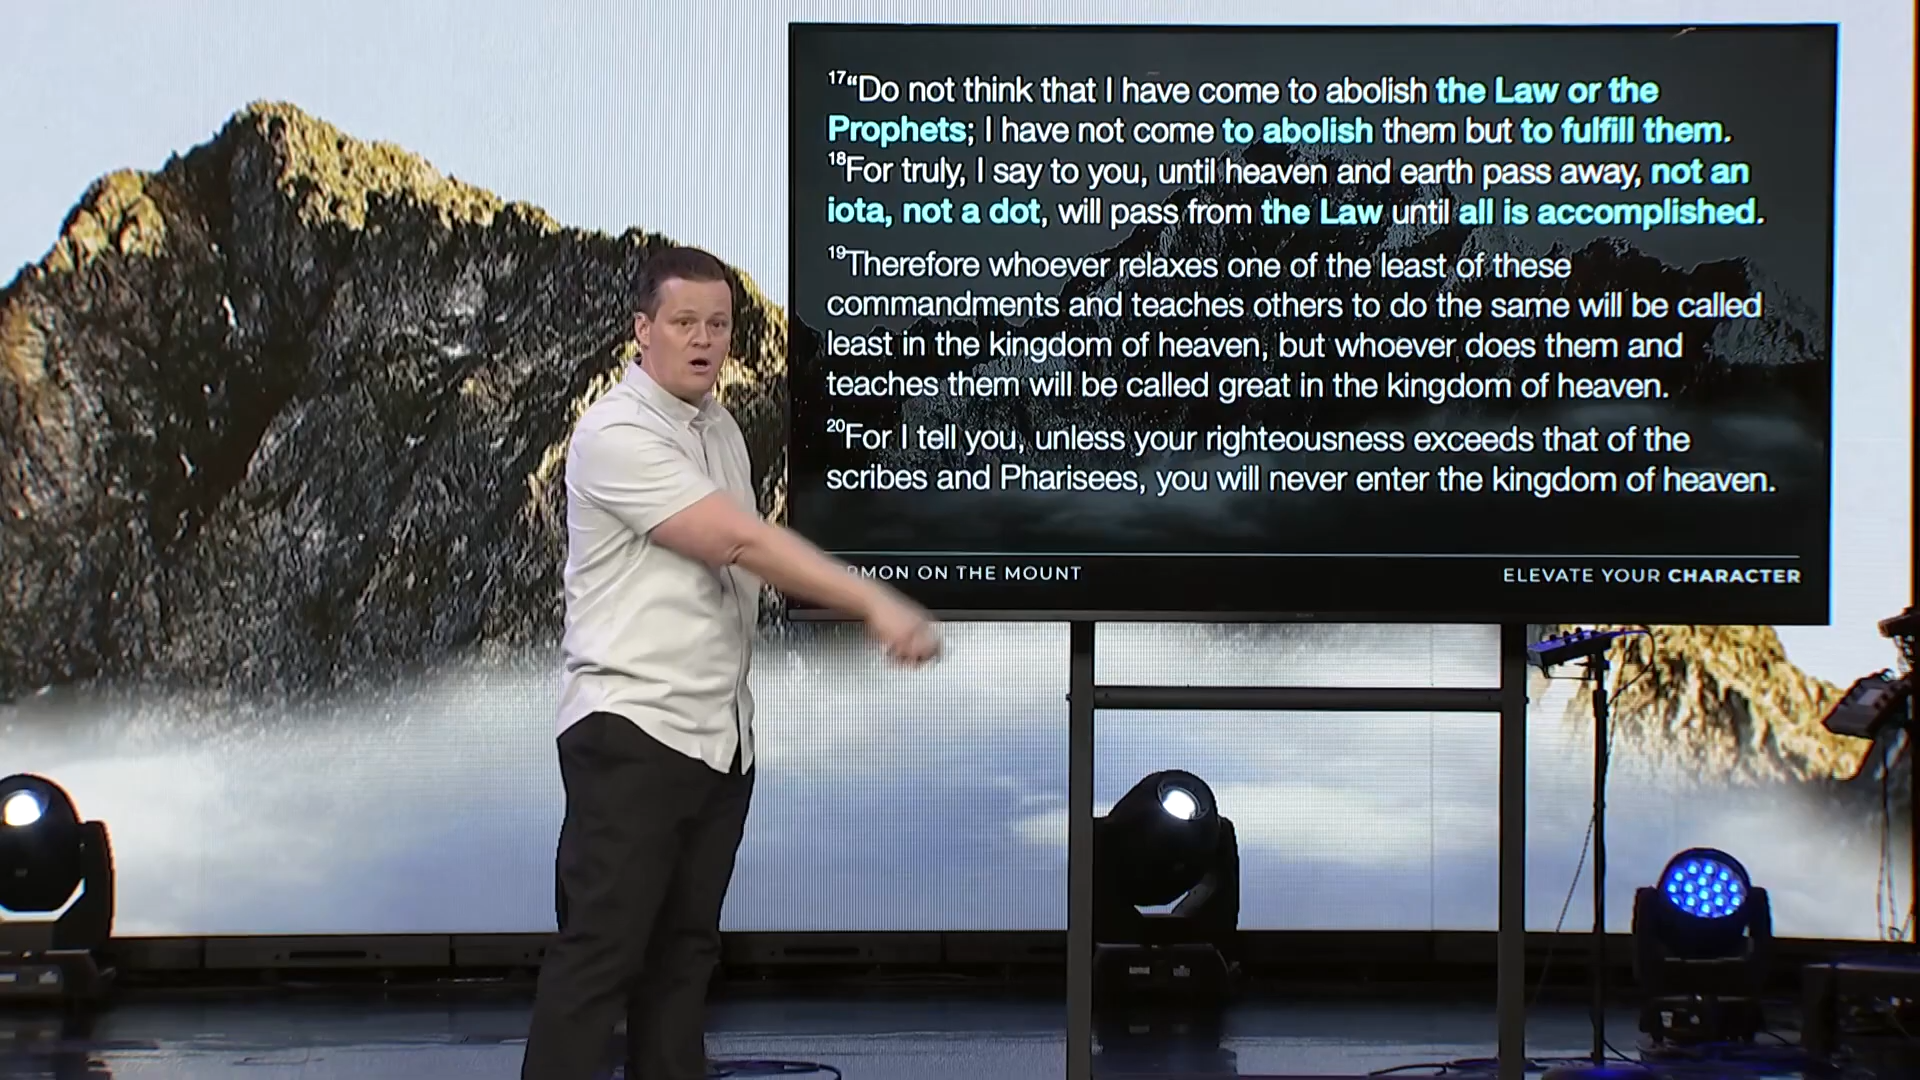 17“Do not think that I have come to abolish the Law or the
Prophets; I have not come to abolish them but to fulfill them.
18For truly, I say to you, until heaven and earth pass away, not an
iota, not a dot, will pass from the Law until all is accomplished.
19Therefore whoever relaxes one of the least of these
commandments and teaches others to do the same will be called
least in the kingdom of heaven, but whoever does them and
teaches them will be called great in the kingdom of heaven.
20For I tell you, unless your righteousness exceeds that of the
scribes and Pharisees, you will never enter the kingdom of heaven.
RMON ON THE MOUNT
ELEVATE YOUR CHARACTER